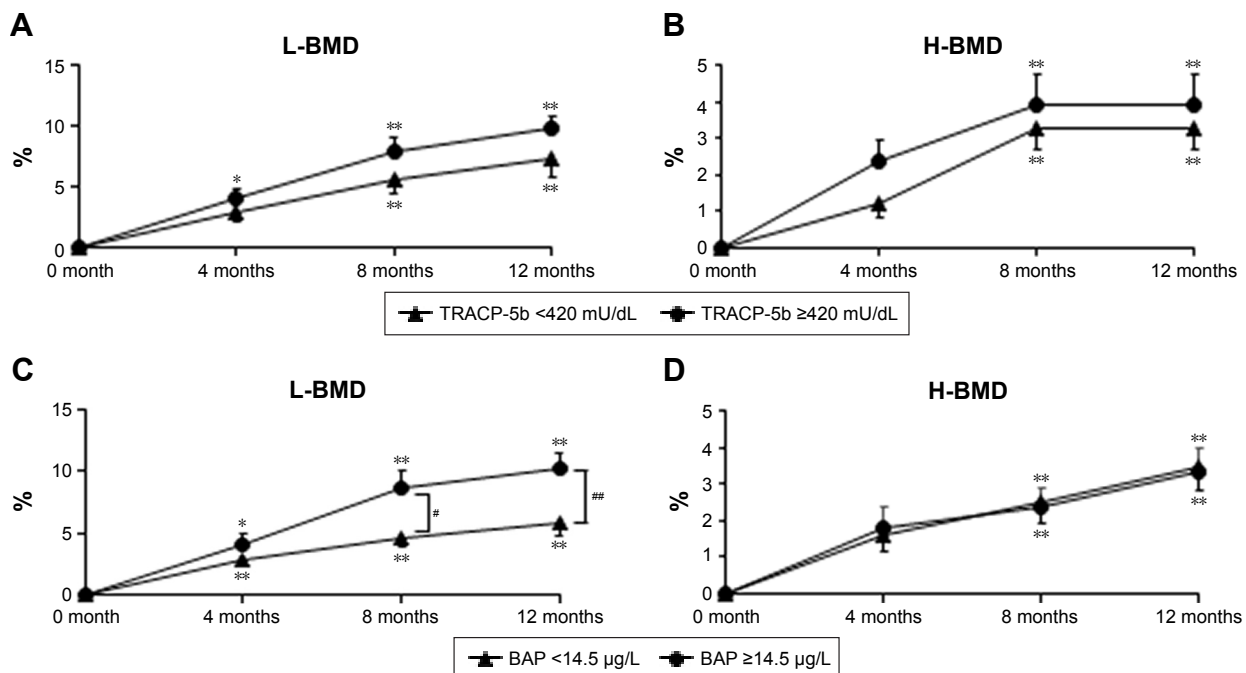 A
L-BMD
15
10
5
0
%
*
**
**
**
**
0 month
4 months
8 months
12 months
B
H-BMD
5
4
3
2
1
0
%
**
**
**
**
0 month
4 months
8 months
12 months
TRACP-5b <420 mU/dL TRACP-5b ≥420 mU/dL
C
L-BMD
15
10
5
0
%
*
**
**
**
**
**
#
##
0 month
4 months
8 months
12 months
D
H-BMD
5
4
3
2
1
0
%
**
**
**
**
0 month
4 months
8 months
12 months
BAP <14.5 µg/L BAP ≥14.5 µg/L